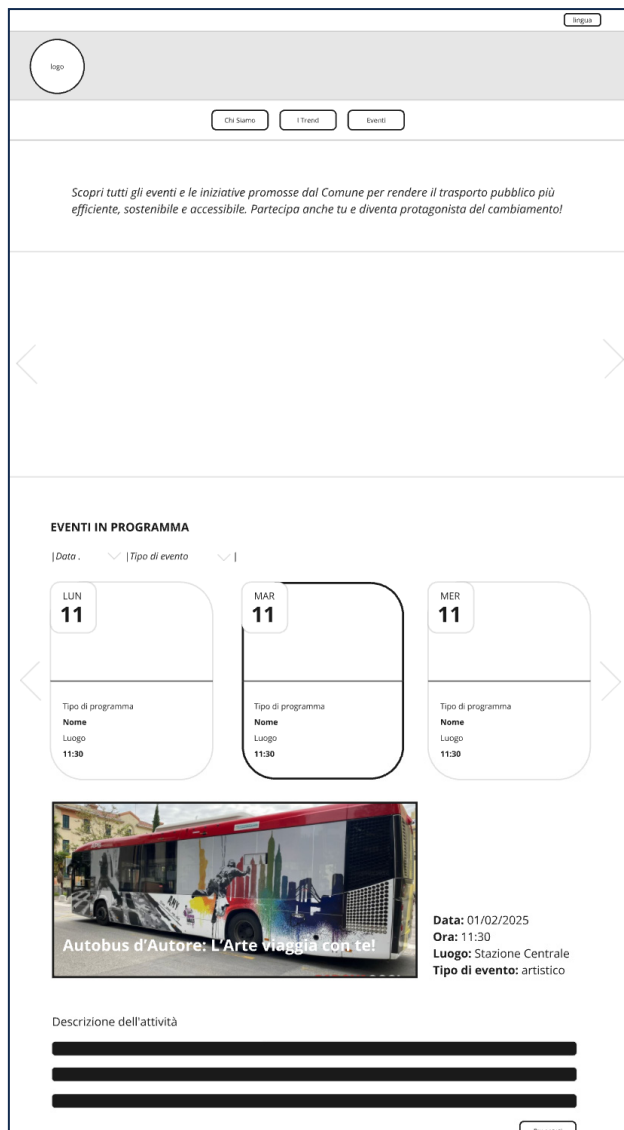 lingua
logo
Chi Siamo
I Trend
Eventi
Scopri tutti gli eventi e le iniziative promosse dal Comune per rendere il trasporto pubblico più
efficiente, sostenibile e accessibile. Partecipa anche tu e diventa protagonista del cambiamento!
EVENTI IN PROGRAMMA
|Data . |Tipo di evento |
LUN
11
Tipo di programma
Nome
Luogo
11:30
MAR
11
Tipo di programma
Nome
Luogo
11:30
MER
11
Tipo di programma
Nome
Luogo
11:30
Autobus d'Autore: L'Arte viaggia con te!
Data: 01/02/2025
Ora: 11:30
Luogo: Stazione Centrale
Tipo di evento: artistico
Descrizione dell'attività